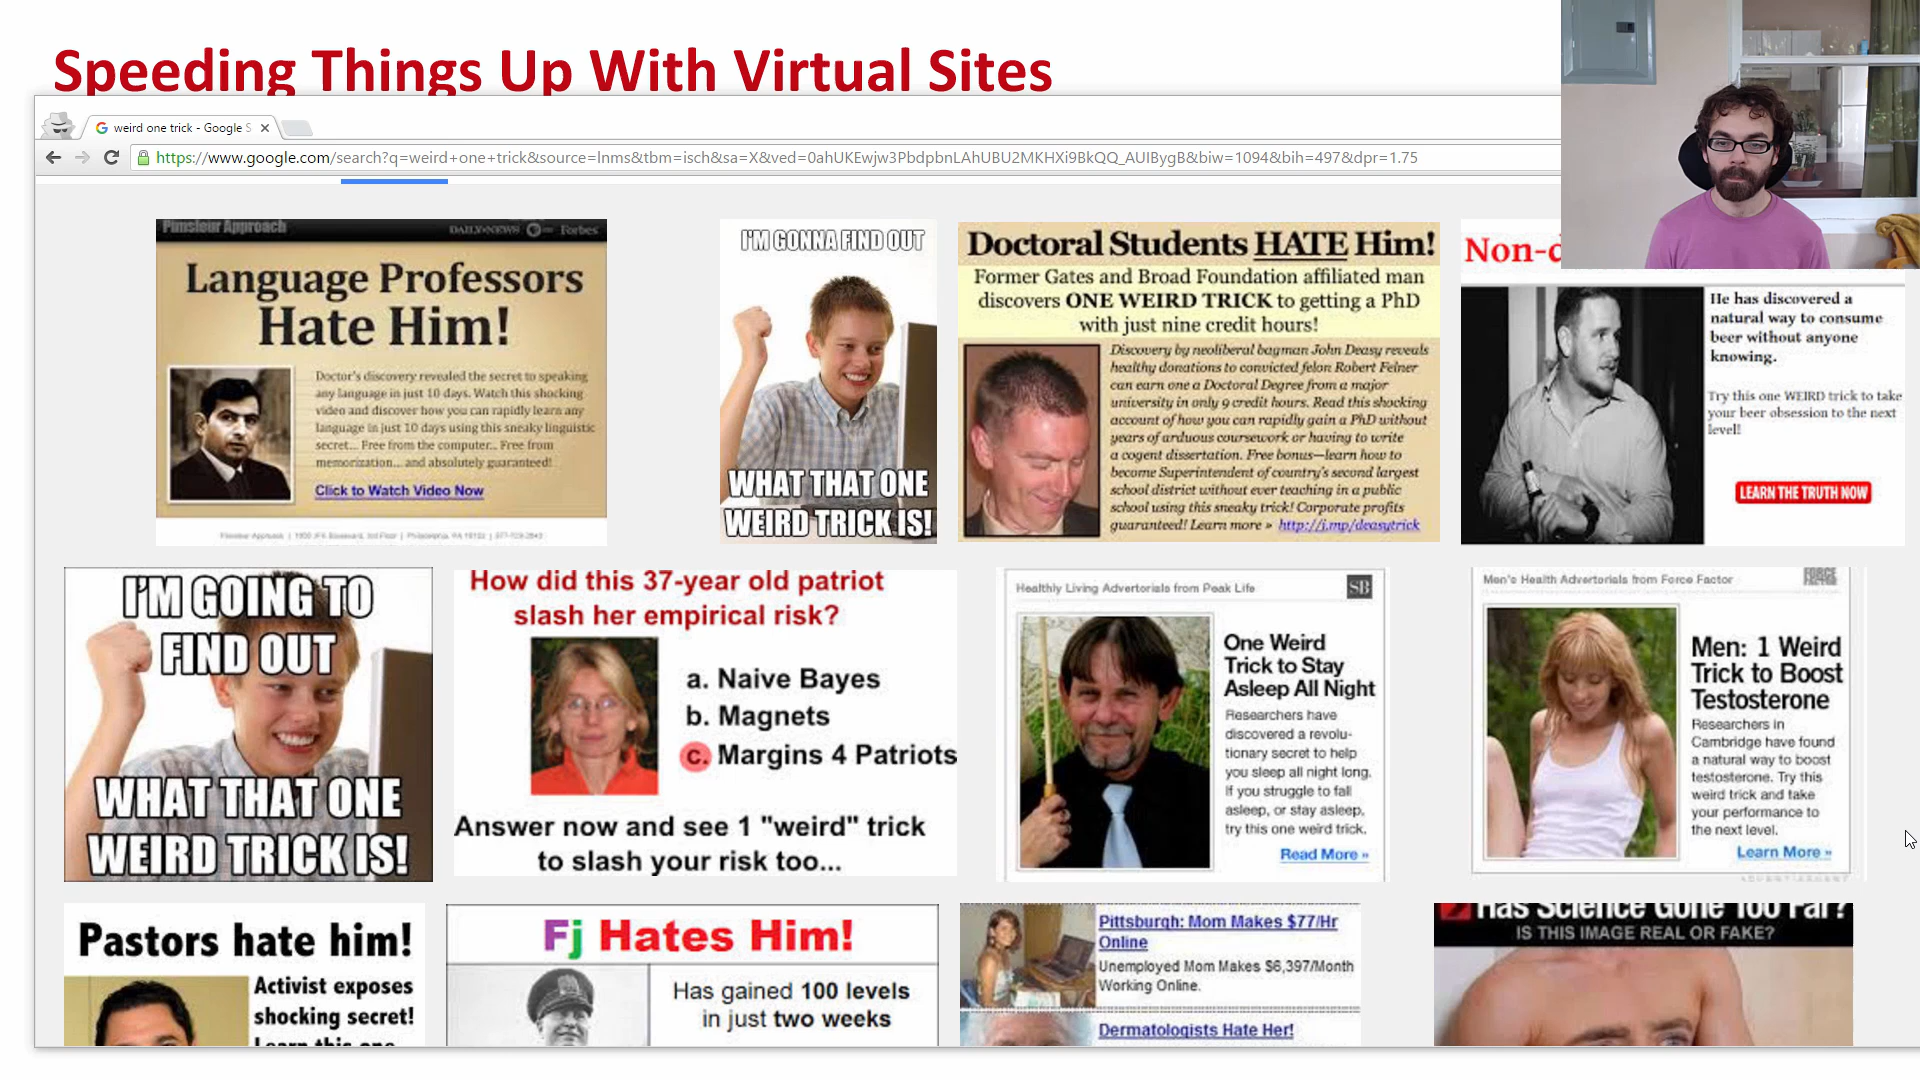 Speeding Things Up With Virtual Sites
weird one trick - Google S
https://www.google.com/search?q=weird+one+trick&source=lnms&tbm=isch&sa=X&ved=0ahUKEwjw3PbdpbnLAhUBU2MKHXi9BkQQ_AUIBygB&biw=1094&bih=497&dpr=1.75
Pimsleur Approach
DAILY NEWS
Forbes
Language Professors
Hate Him!
Doctor's discovery revealed the secret to speaking
any language in just 10 days. Watch this shocking
video and discover how you can rapidly learn any
language in just 10 days using this sneaky linguistic
secret... Free from the computer... Free from
memorization... and absolutely guaranteed!
Click to Watch Video Now
I'M GONNA FIND OUT
WHAT THAT ONE
WEIRD TRICK IS!
Doctoral Students HATE Him!
Former Gates and Broad Foundation affiliated man
discovers ONE WEIRD TRICK to getting a PhD
with just nine credit hours!
Discovery by neoliberal bagman John Deasy reveals
healthy donations to convicted felon Robert Felner
can earn one a Doctoral Degree from a major
university in only 9 credit hours. Read this shocking
account of how you can rapidly gain a PhD without
years of arduous coursework or having to write
a cogent dissertation. Free bonus—learn how to
become Superintendent of country's second largest
school district without ever teaching in a public
school using this sneaky trick! Corporate profits
guaranteed! Learn more » http://j.mp/deasytrick
He has discovered a
natural way to consume
beer without anyone
knowing.
Try this one WEIRD trick to take
your beer obsession to the next
level!
LEARN THE TRUTH NOW
I'M GOING TO
FIND OUT
WHAT THAT ONE
WEIRD TRICK IS!
How did this 37-year old patriot
slash her empirical risk?
a. Naive Bayes
b. Magnets
c. Margins 4 Patriots
Answer now and see 1 "weird" trick
to slash your risk too...
Healthly Living Advertorials from Peak Life
SB
One Weird
Trick to Stay
Asleep All Night
Researchers have
discovered a revolu-
tionary secret to help
you sleep all night long.
If you struggle to fall
asleep, or stay asleep,
try this one weird trick.
Read More »
Men's Health Advertorials from Force Factor
FORCE
FACTOR
Men: 1 Weird
Trick to Boost
Testosterone
Researchers in
Cambridge have found
a natural way to boost
testosterone. Try this
weird trick and take
your performance to
the next level.
Learn More »
Pastors hate him!
Activist exposes
shocking secret!
Learn this one
Fj Hates Him!
Has gained 100 levels
in just two weeks
Pittsburgh: Mom Makes $77/Hr
Online
Unemployed Mom Makes $6,397/Month
Working Online.
Dermatologists Hate Her!
Has Science Gone Too Far?
IS THIS IMAGE REAL OR FAKE?